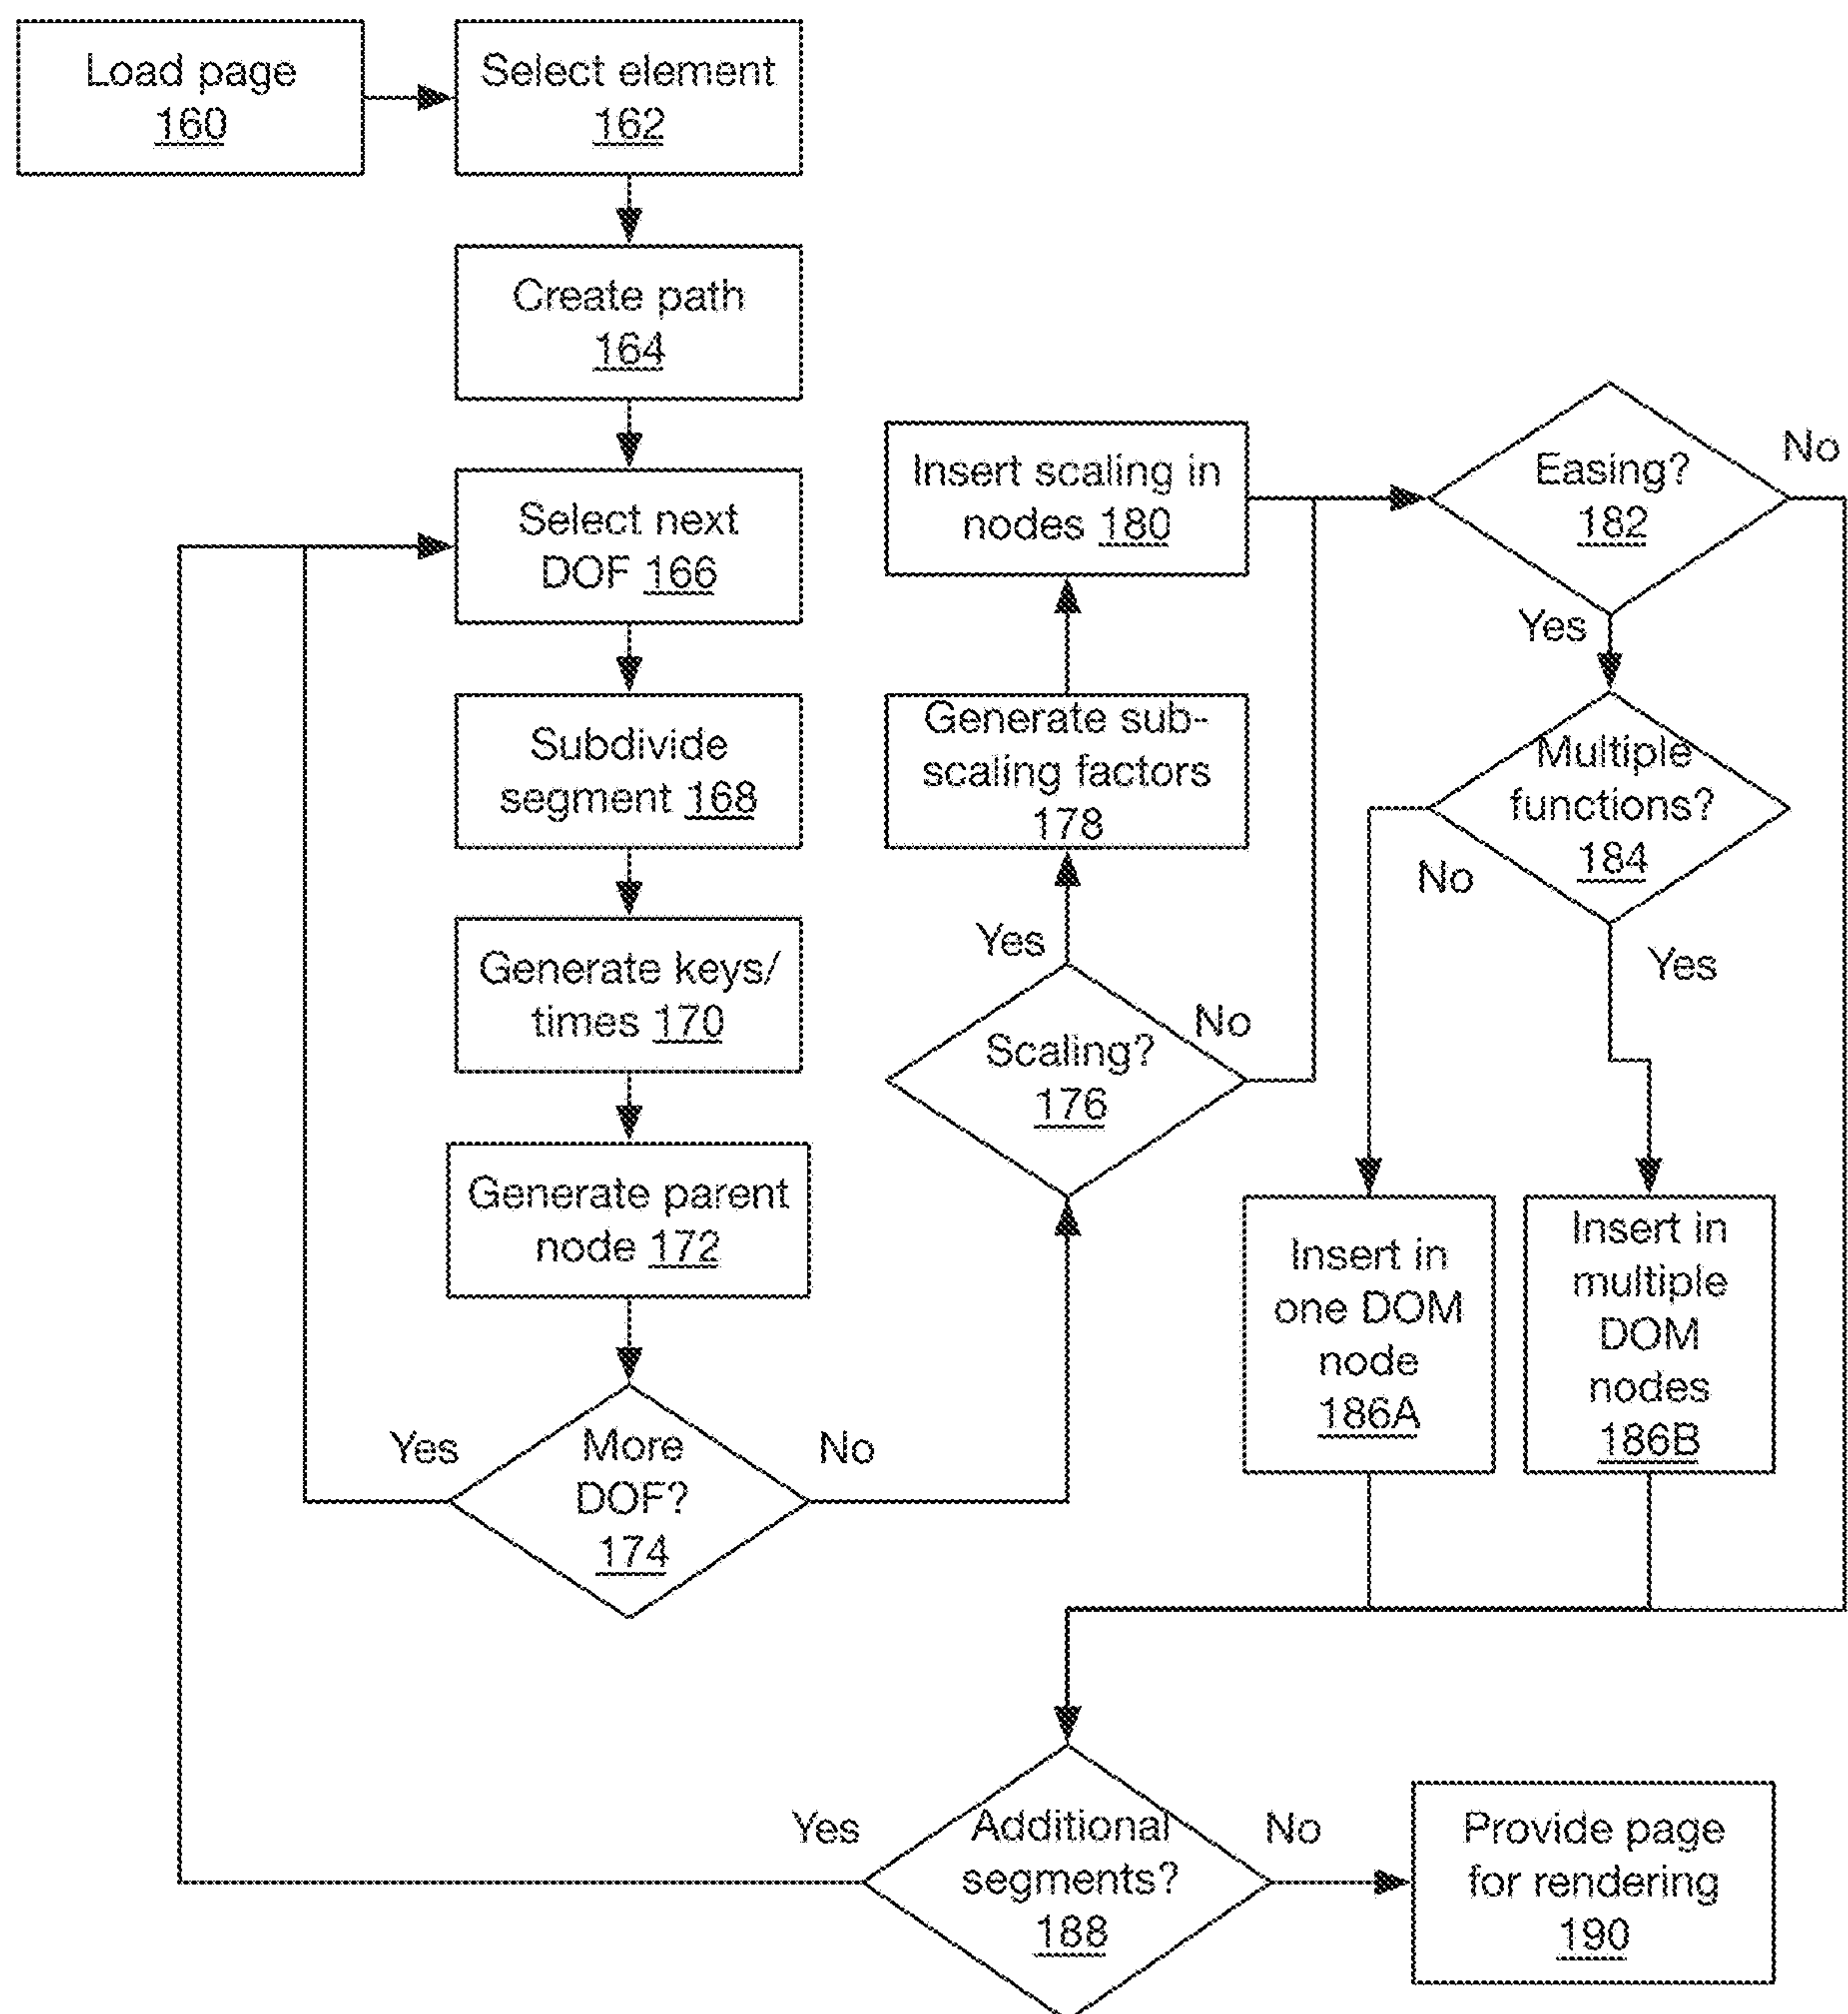 Load page
160
Select element
162
Create path
164
Select next
DOF 166
Subdivide
segment 168
Generate keys/
times 170
Generate parent
node 172
Yes
More
DOF?
174
No
Scaling?
176
Yes
No
Generate sub-
scaling factors
178
Insert scaling in
nodes 180
Easing?
182
No
Yes
Multiple
functions?
184
No
Yes
Insert in
one DOM
node
186A
Insert in
multiple
DOM
nodes
186B
Yes
Additional
segments?
188
No
Provide page
for rendering
190